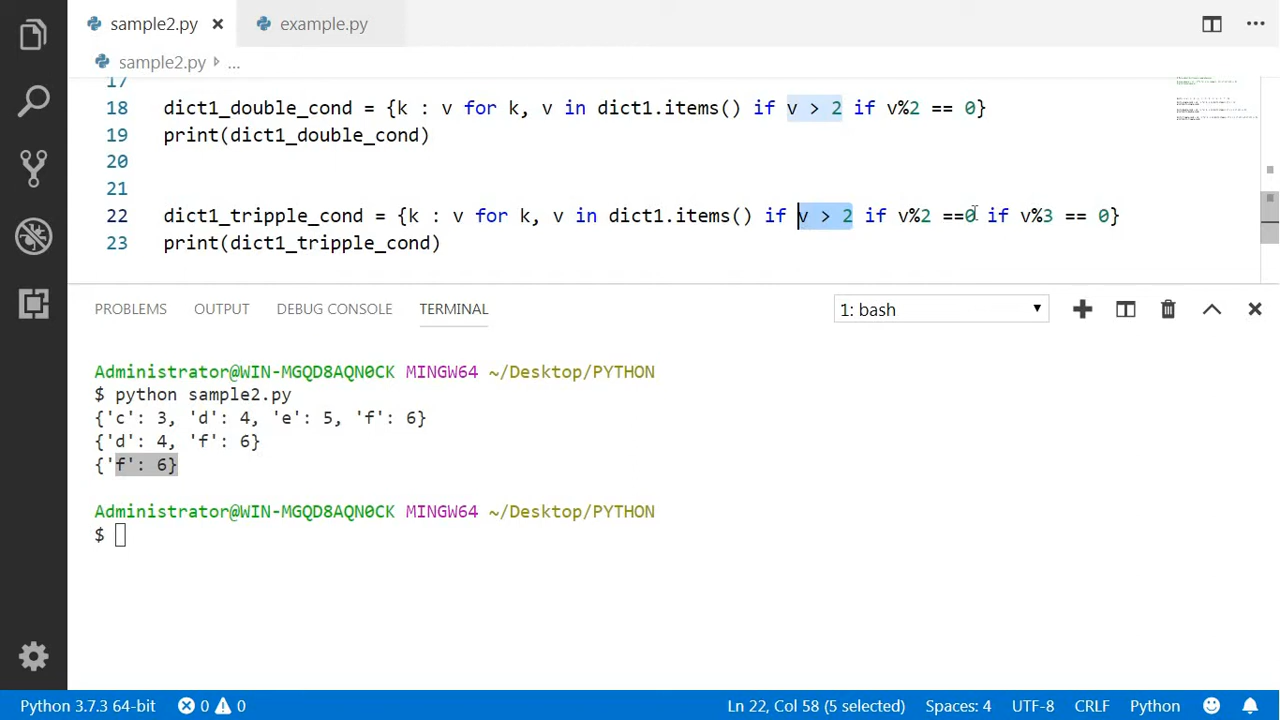 sample2.py
example.py
sample2.py
...
17
18 dict1_double_cond = {k : v for k, v in dict1.items() if v > 2 if v%2 == 0}
19 print(dict1_double_cond)
20
21
22 dict1_tripple_cond = {k : v for k, v in dict1.items() if v > 2 if v%2 ==0 if v%3 == 0}
23 print(dict1_tripple_cond)
PROBLEMS OUTPUT DEBUG CONSOLE TERMINAL 1: bash
Administrator@WIN-MGQD8AQN0CK MINGW64 ~/Desktop/PYTHON
$ python sample2.py
{'c': 3, 'd': 4, 'e': 5, 'f': 6}
{'d': 4, 'f': 6}
{'f': 6}
Administrator@WIN-MGQD8AQN0CK MINGW64 ~/Desktop/PYTHON
$
Python 3.7.3 64-bit 0 0 Ln 22, Col 58 (5 selected) Spaces: 4 UTF-8 CRLF Python